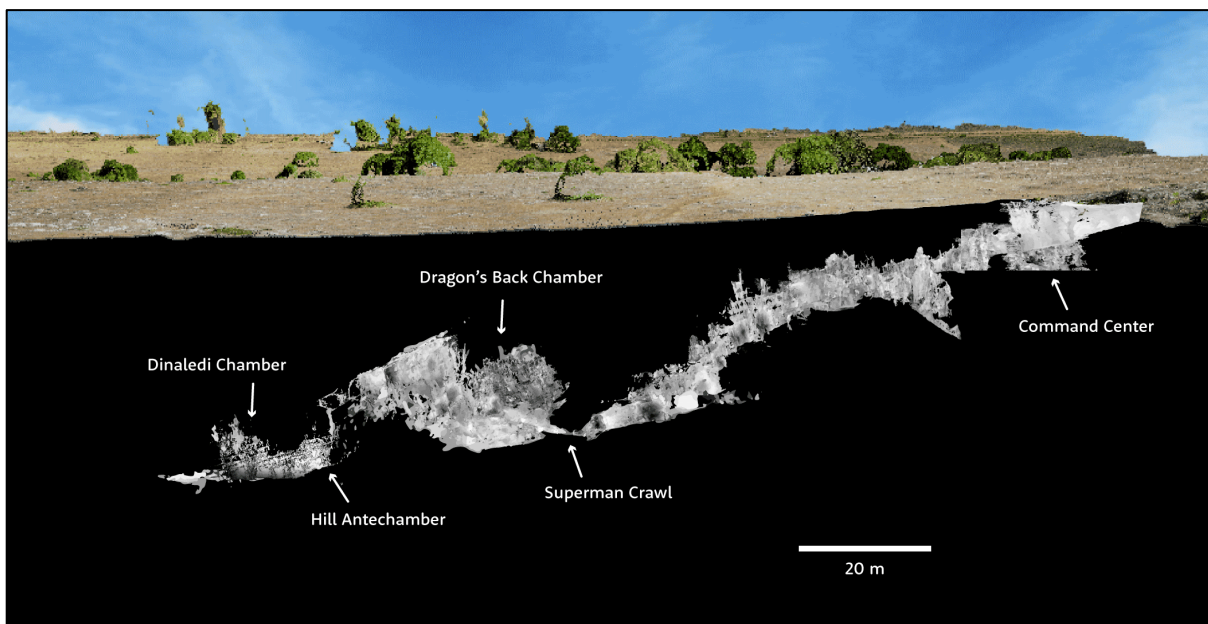 Dragon's Back Chamber
Command Center
Dinaledi Chamber
Superman Crawl
Hill Antechamber
20 m